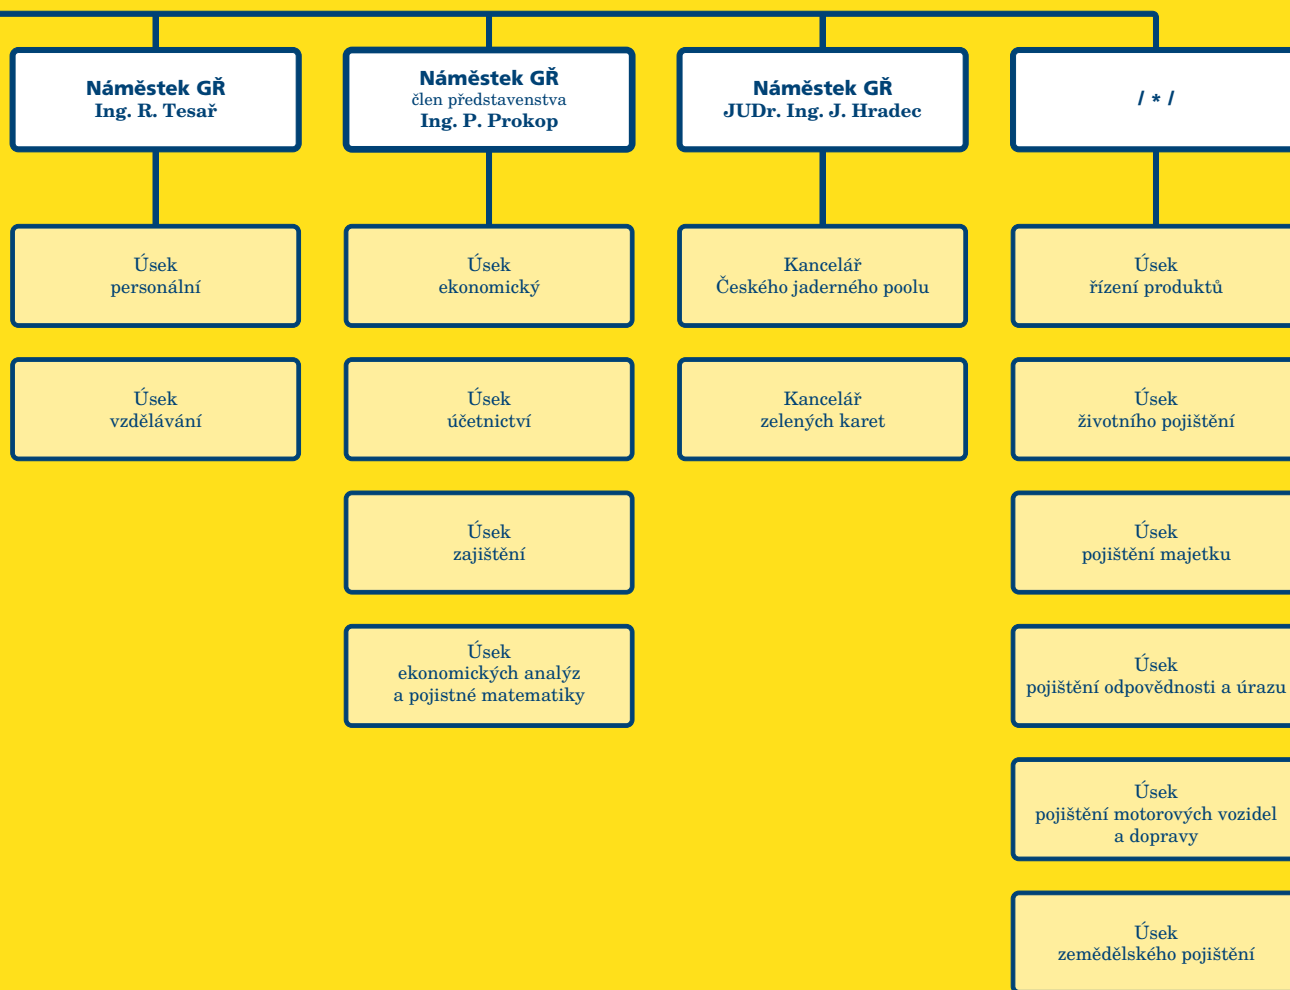 Náměstek GŘ
Ing. R. Tesař
Náměstek GŘ
člen představenstva
Ing. P. Prokop
Náměstek GŘ
JUDr. Ing. J. Hradec
/ * /
Úsek
personální
Úsek
ekonomický
Kancelář
Českého jaderného poolu
Úsek
řízení produktů
Úsek
vzdělávání
Úsek
účetnictví
Kancelář
zelených karet
Úsek
životního pojištění
Úsek
zajištění
Úsek
pojištění majetku
Úsek
ekonomických analýz
a pojistné matematiky
Úsek
pojištění odpovědnosti a úrazu
Úsek
pojištění motorových vozidel
a dopravy
Úsek
zemědělského pojištění